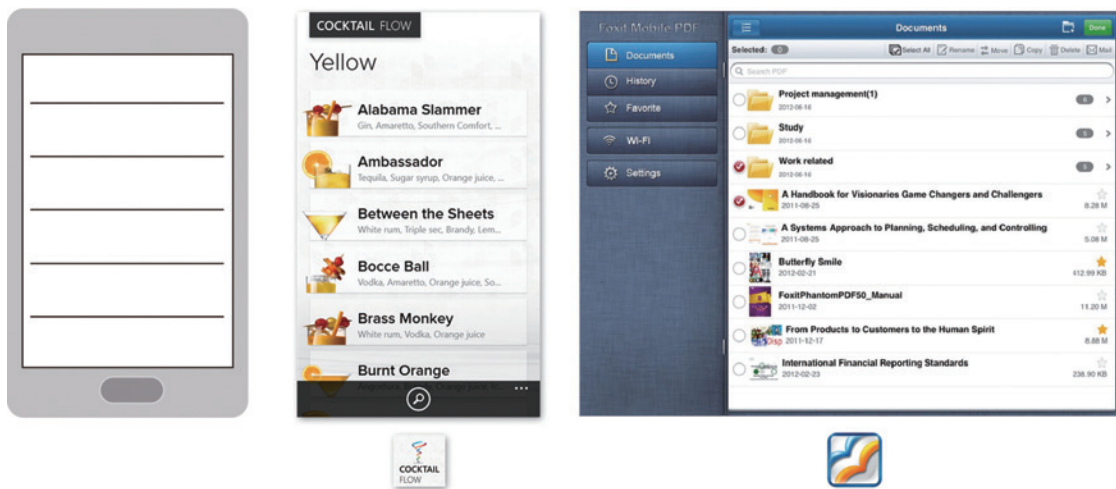 COCKTAIL FLOW
Yellow
Alabama Slammer
Gin, Amaretto, Southern Comfort, ...
Ambassador
Tequila, Sugar syrup, Orange juice, ...
Between the Sheets
White rum, Triple sec, Brandy, Lem...
Bocce Ball
Vodka, Amaretto, Orange juice, So...
Brass Monkey
White rum, Vodka, Orange juice
Burnt Orange
COCKTAIL
FLOW
Foxit Mobile PDF
Documents
History
Favorite
Wi-Fi
Settings
Documents
Done
Selected:
Select All Rename Move Copy Delete Mail
Search PDF
Project management(1)
2012-06-16
Study
2012-06-16
5
Work related
2012-06-16
5
A Handbook for Visionaries Game Changers and Challengers
2011-08-25 8.28 M
A Systems Approach to Planning, Scheduling, and Controlling
2011-08-25 5.08 M
Butterfly Smile
2012-02-21 412.99 KB
FoxitPhantomPDF50_Manual
2011-12-02 11.20 M
From Products to Customers to the Human Spirit
Disp 2011-12-17 8.88 M
International Financial Reporting Standards
2012-02-23 238.90 KB